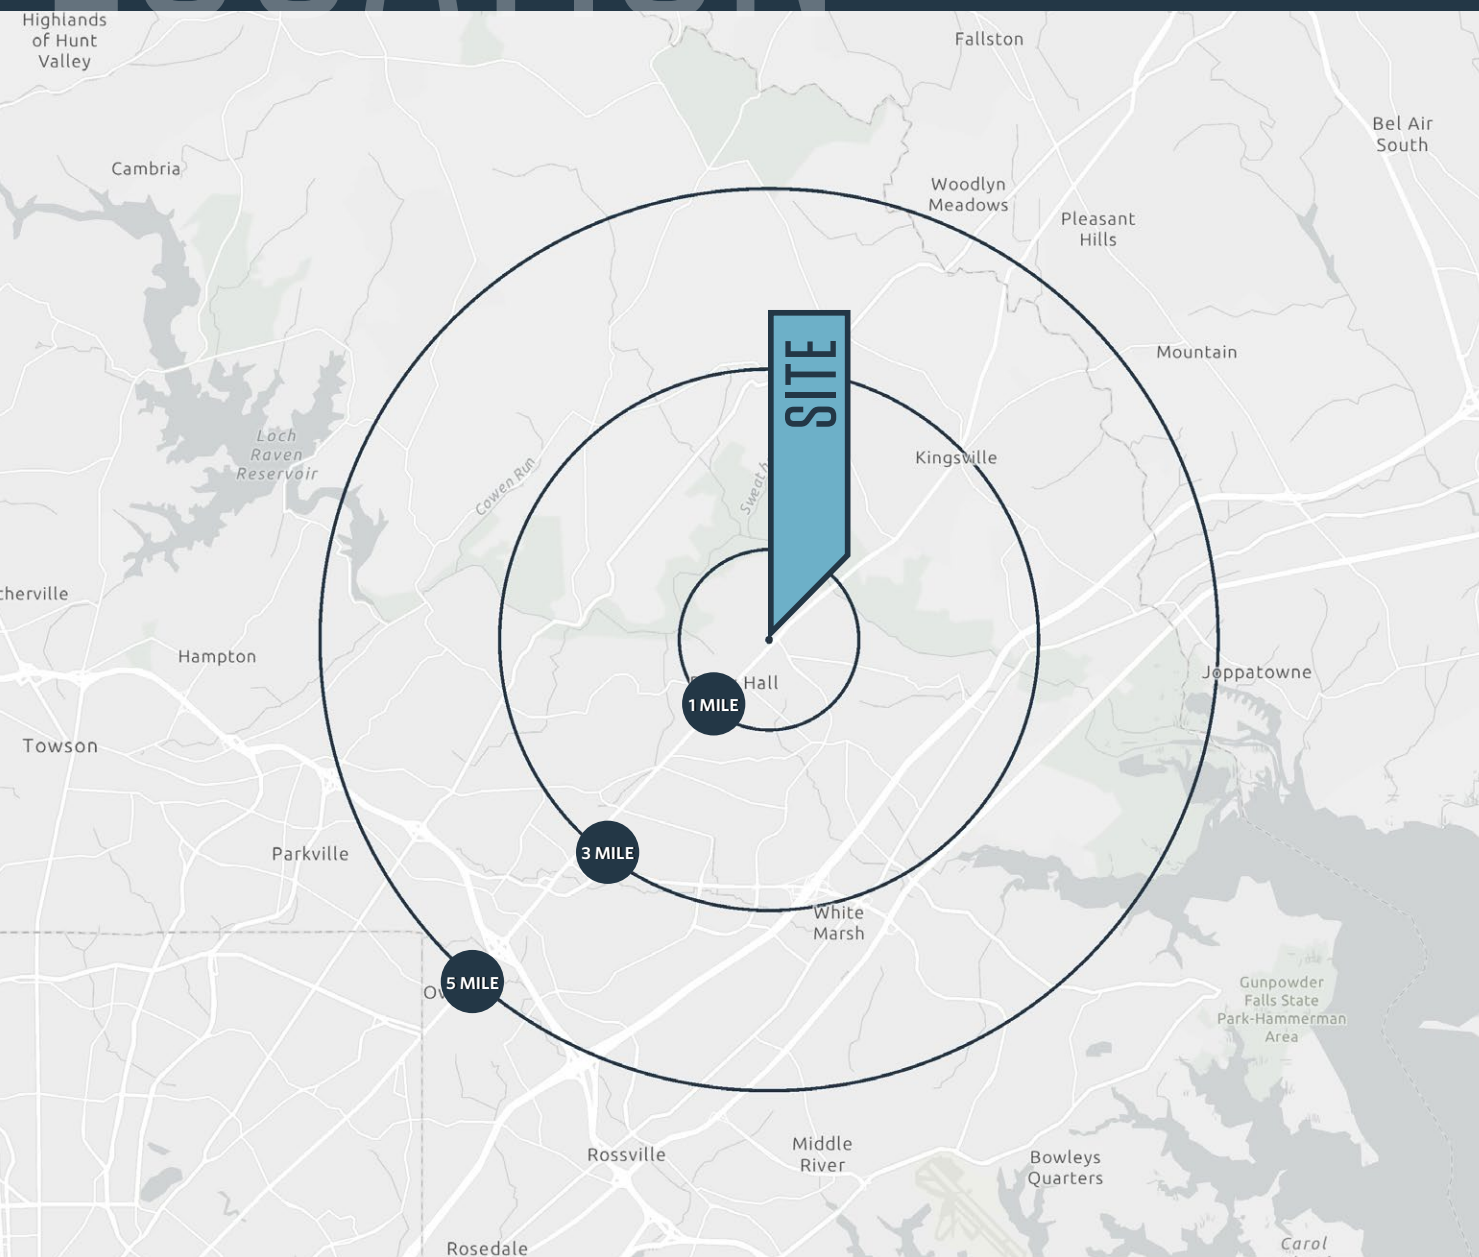 Highlands
of Hunt
Valley
Fallston
Bel Air
South
Cambria
Woodlyn
Meadows
Pleasant
Hills
Mountain
SITE
Loch
Raven
Reservoir
Cowen Run
Kingsville
Hampton
Hall
1 MILE
Joppatowne
Towson
Parkville
3 MILE
White
Marsh
5 MILE
Gunpowder
Falls State
Park-Hammerman
Area
Rossville
Middle
River
Bowleys
Quarters
Rosedale
Carol